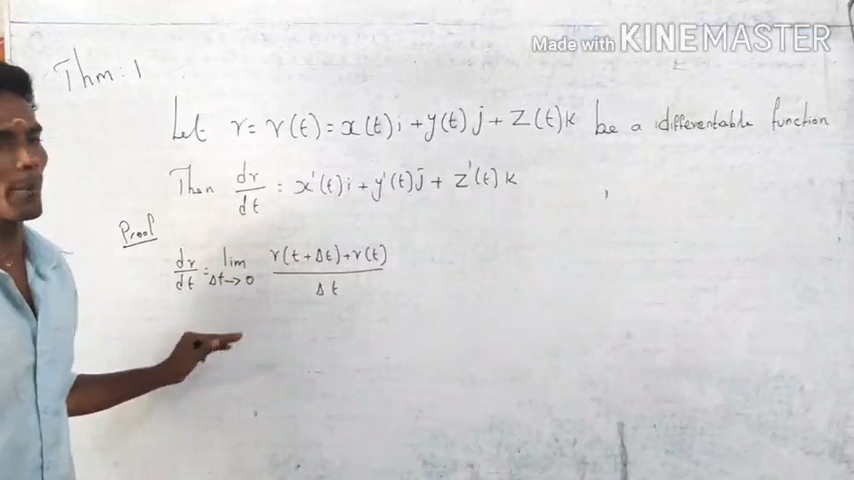 Made with KINEMASTER
Thm: 1
Let r = r(t) = x(t)i + y(t)j + z(t)k be a differentable function
Then dr/dt = x'(t)i + y'(t)j + z'(t)k
Proof
dr/dt = lim Δt→0 r(t+Δt)+r(t) / Δt